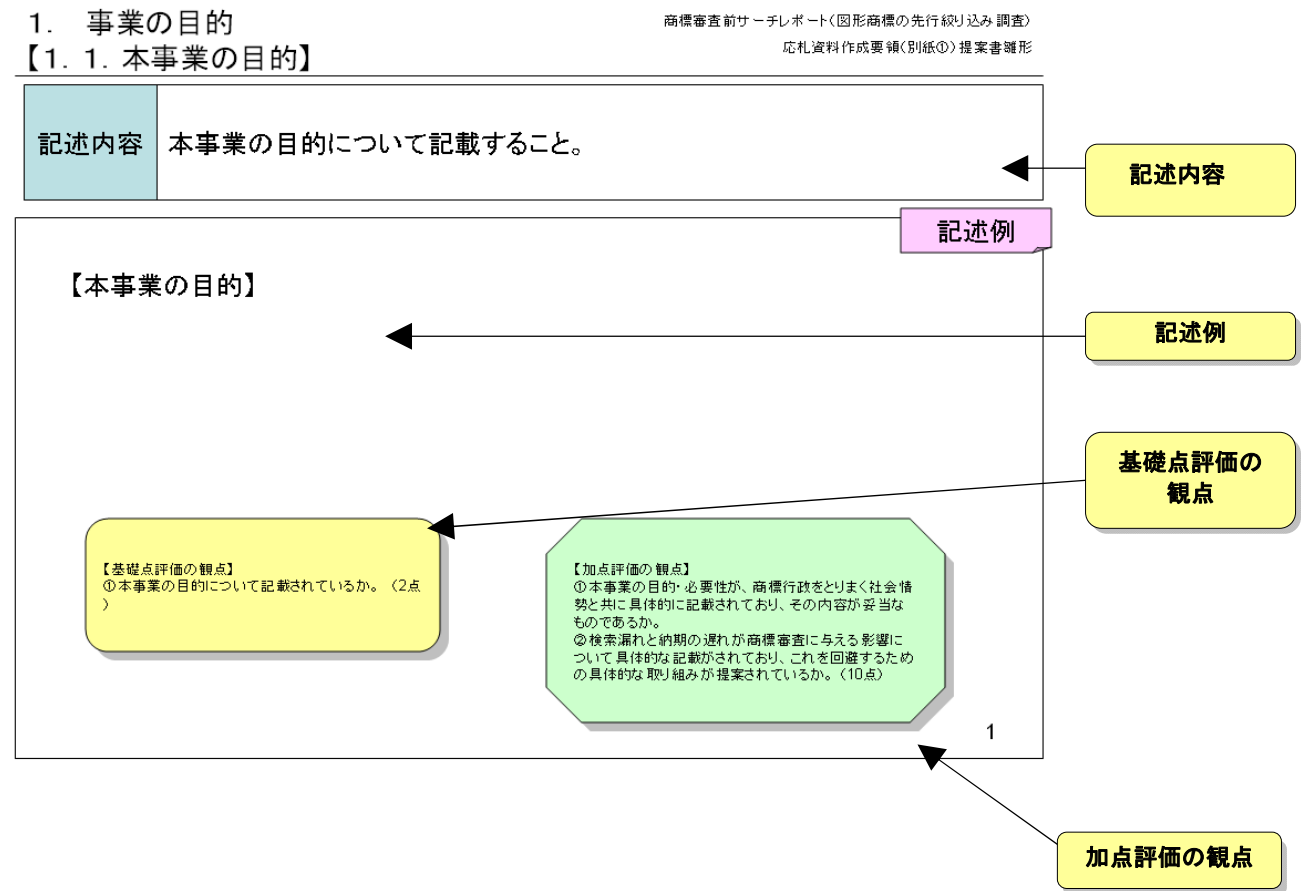 1. 事業の目的
【1. 1. 本事業の目的】
商標審査前サーチレポート(図形商標の先行絞り込み調査)
応札資料作成要領(別紙①)提案書雛形
記述内容
本事業の目的について記載すること。
記述内容
記述例
【本事業の目的】
記述例
基礎点評価の
観点
【基礎点評価の観点】
①本事業の目的について記載されているか。（2点
）
【加点評価の観点】
①本事業の目的・必要性が、商標行政をとりまく社会情
勢と共に具体的に記載されており、その内容が妥当な
ものであるか。
②検索漏れと納期の遅れが商標審査に与える影響に
ついて具体的な記載がされており、これを回避するため
の具体的な取り組みが提案されているか。（10点）
1
加点評価の観点